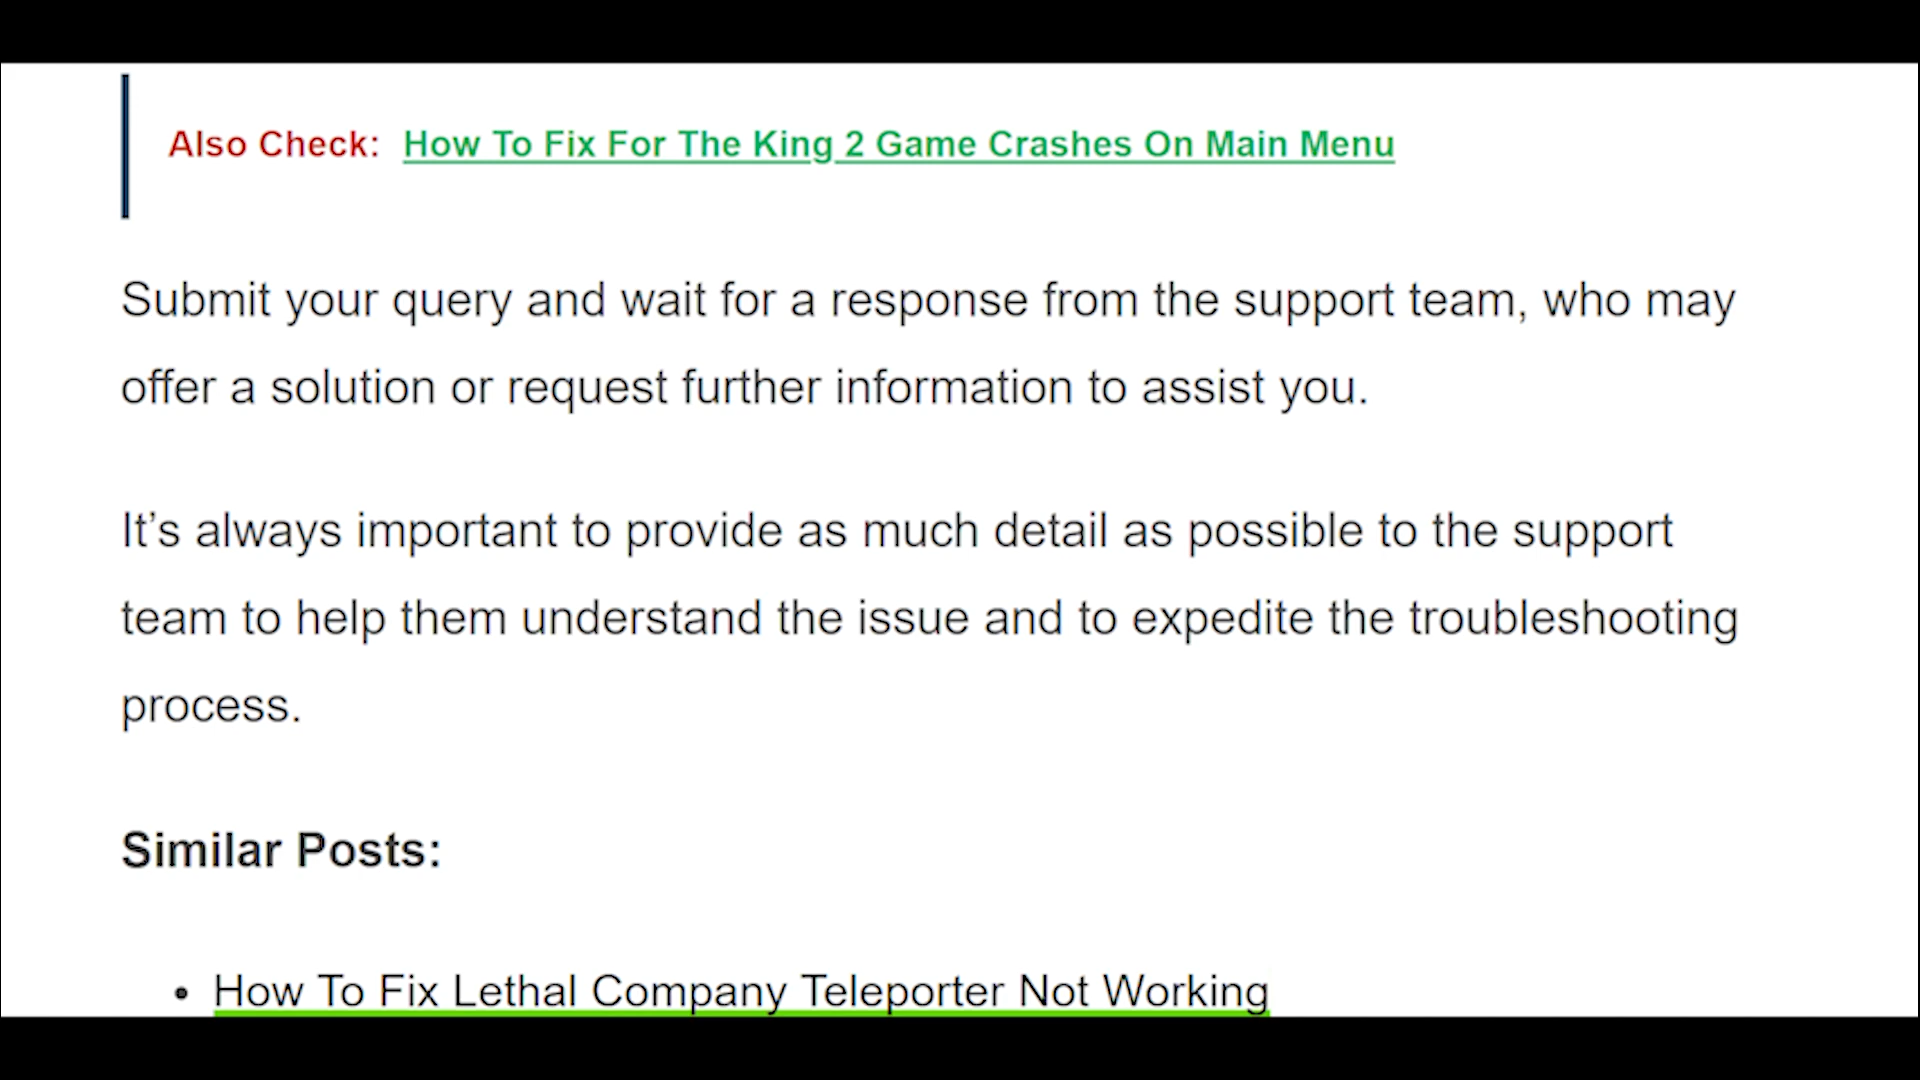 Also Check: How To Fix For The King 2 Game Crashes On Main Menu
Submit your query and wait for a response from the support team, who may
offer a solution or request further information to assist you.
It’s always important to provide as much detail as possible to the support
team to help them understand the issue and to expedite the troubleshooting
process.
Similar Posts:
• How To Fix Lethal Company Teleporter Not Working